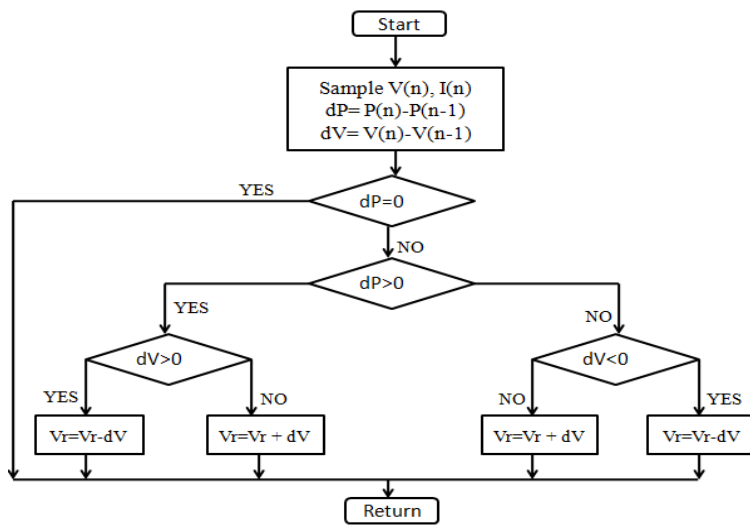 Start
Sample V(n), I(n)
dP= P(n)-P(n-1)
dV= V(n)-V(n-1)
YES
dP=0
NO
dP>0
YES
NO
dV>0
dV<0
YES
NO
NO
YES
Vr=Vr-dV
Vr=Vr + dV
Vr=Vr + dV
Vr=Vr-dV
Return